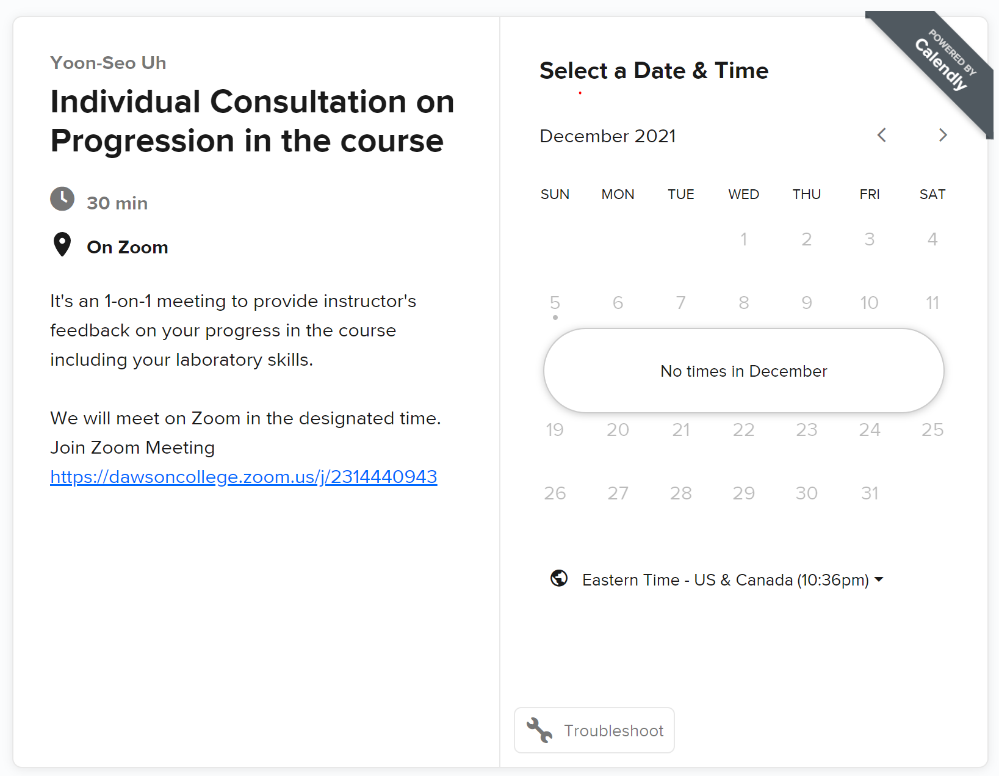 Yoon-Seo Uh
Individual Consultation on
Progression in the course
30 min
On Zoom
It's an 1-on-1 meeting to provide instructor's
feedback on your progress in the course
including your laboratory skills.
We will meet on Zoom in the designated time.
Join Zoom Meeting
https://dawsoncollege.zoom.us/j/2314440943
POWERED BY
Calendly
Select a Date & Time
December 2021
SUN MON TUE WED THU FRI SAT
1 2 3 4
5 6 7 8 9 10 11
No times in December
19 20 21 22 23 24 25
26 27 28 29 30 31
Eastern Time - US & Canada (10:36pm)
Troubleshoot